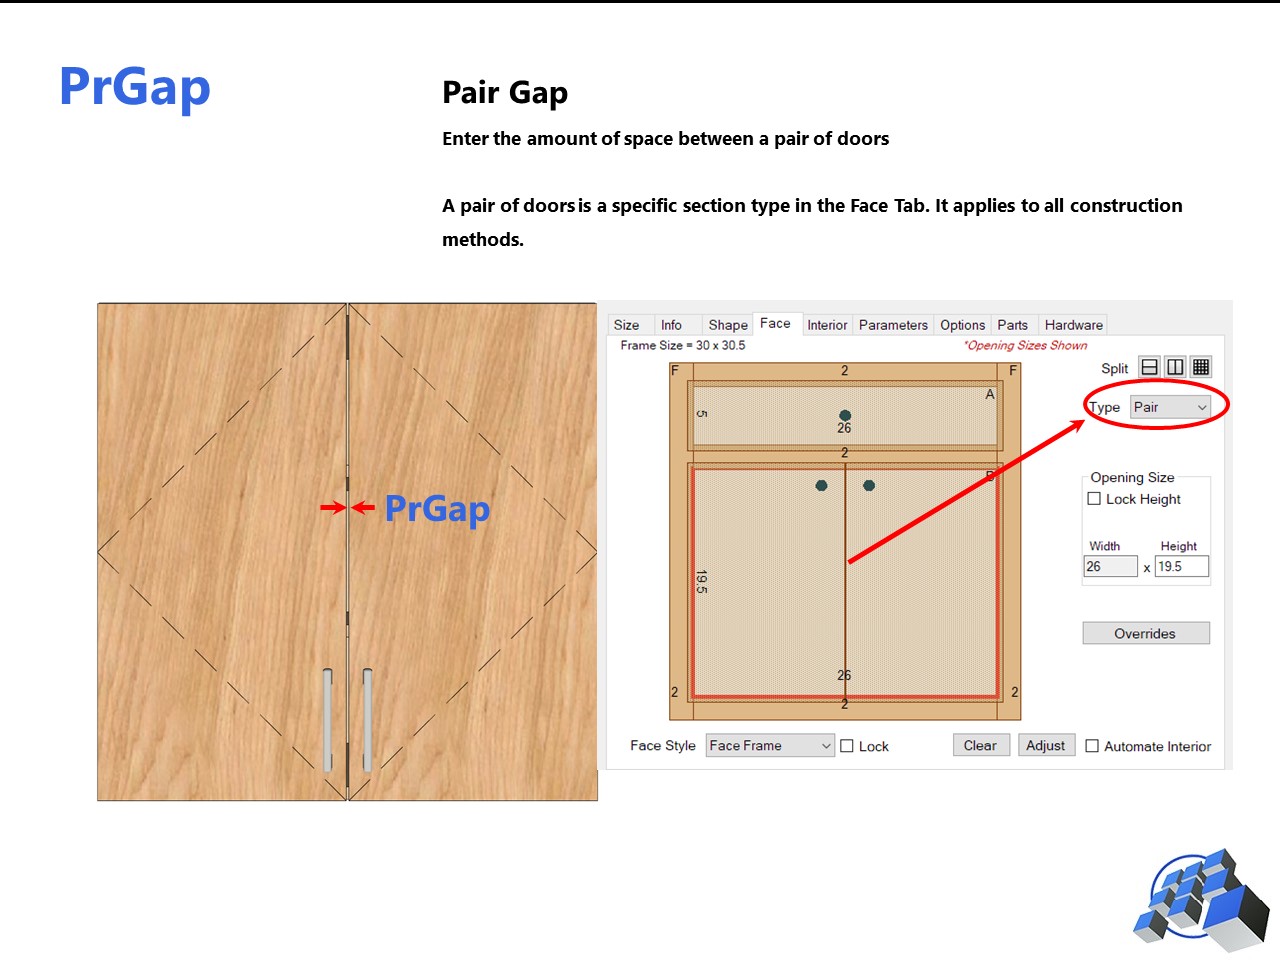 PrGap
Pair Gap
Enter the amount of space between a pair of doors
A pair of doors is a specific section type in the Face Tab. It applies to all construction
methods.
PrGap
Size Info Shape Face Interior Parameters Options Parts Hardware
Frame Size = 30 x 30.5
*Opening Sizes Shown
Split
F 2 F
A
Type Pair
5
26
2
B
Opening Size
Lock Height
Width Height
26 x 19.5
19.5
Overrides
26
2 2
2
Face Style Face Frame Lock Clear Adjust Automate Interior